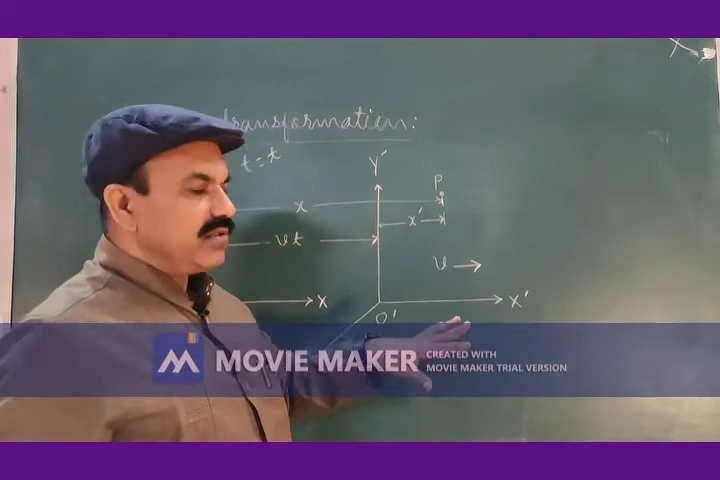 transformation:
t = t
Y′
P
x
x′
vt
v →
X
X′
O′
MOVIE MAKER
CREATED WITH
MOVIE MAKER TRIAL VERSION